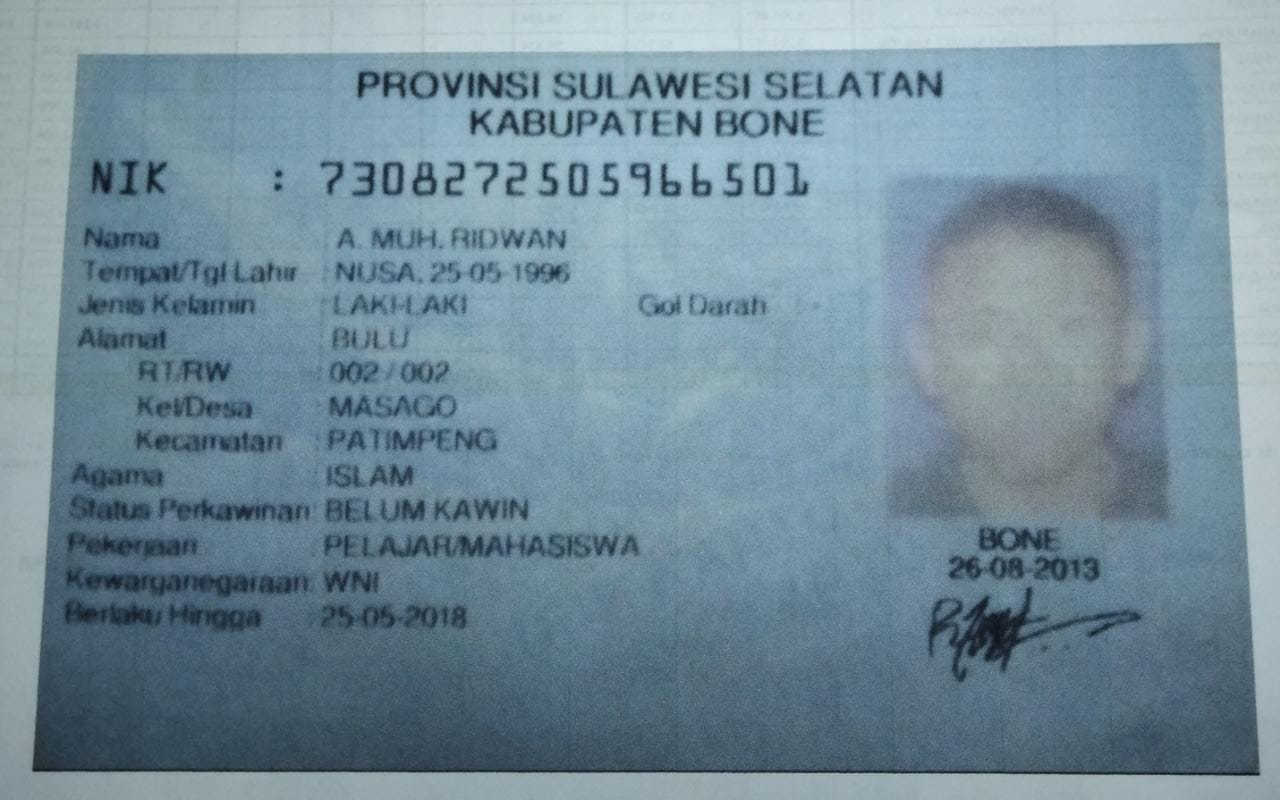 PROVINSI SULAWESI SELATAN
KABUPATEN BONE
NIK : 7308272505966501
Nama : A. MUH. RIDWAN
Tempat/Tgl Lahir : NUSA, 25-05-1996
Jenis Kelamin : LAKI-LAKI Gol Darah : -
Alamat : BULU
RT/RW : 002 / 002
Kel/Desa : MASAGO
Kecamatan : PATIMPENG
Agama : ISLAM
Status Perkawinan : BELUM KAWIN
Pekerjaan : PELAJAR/MAHASISWA
Kewarganegaraan : WNI
Berlaku Hingga : 25-05-2018
BONE
26-08-2013